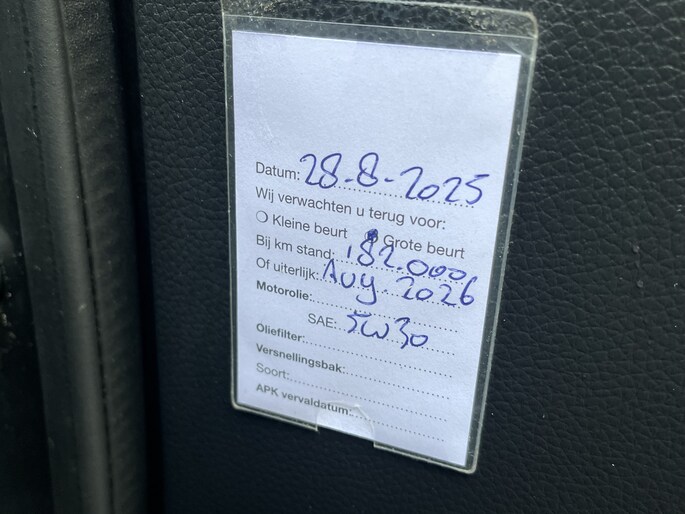 Datum: 28-8-2025
Wij verwachten u terug voor:
Kleine beurt Grote beurt
Bij km stand: 182.000
Of uiterlijk: Aug. 2026
Motorolie:
SAE: 5W30
Oliefilter:
Versnellingsbak:
Soort:
APK vervaldatum: